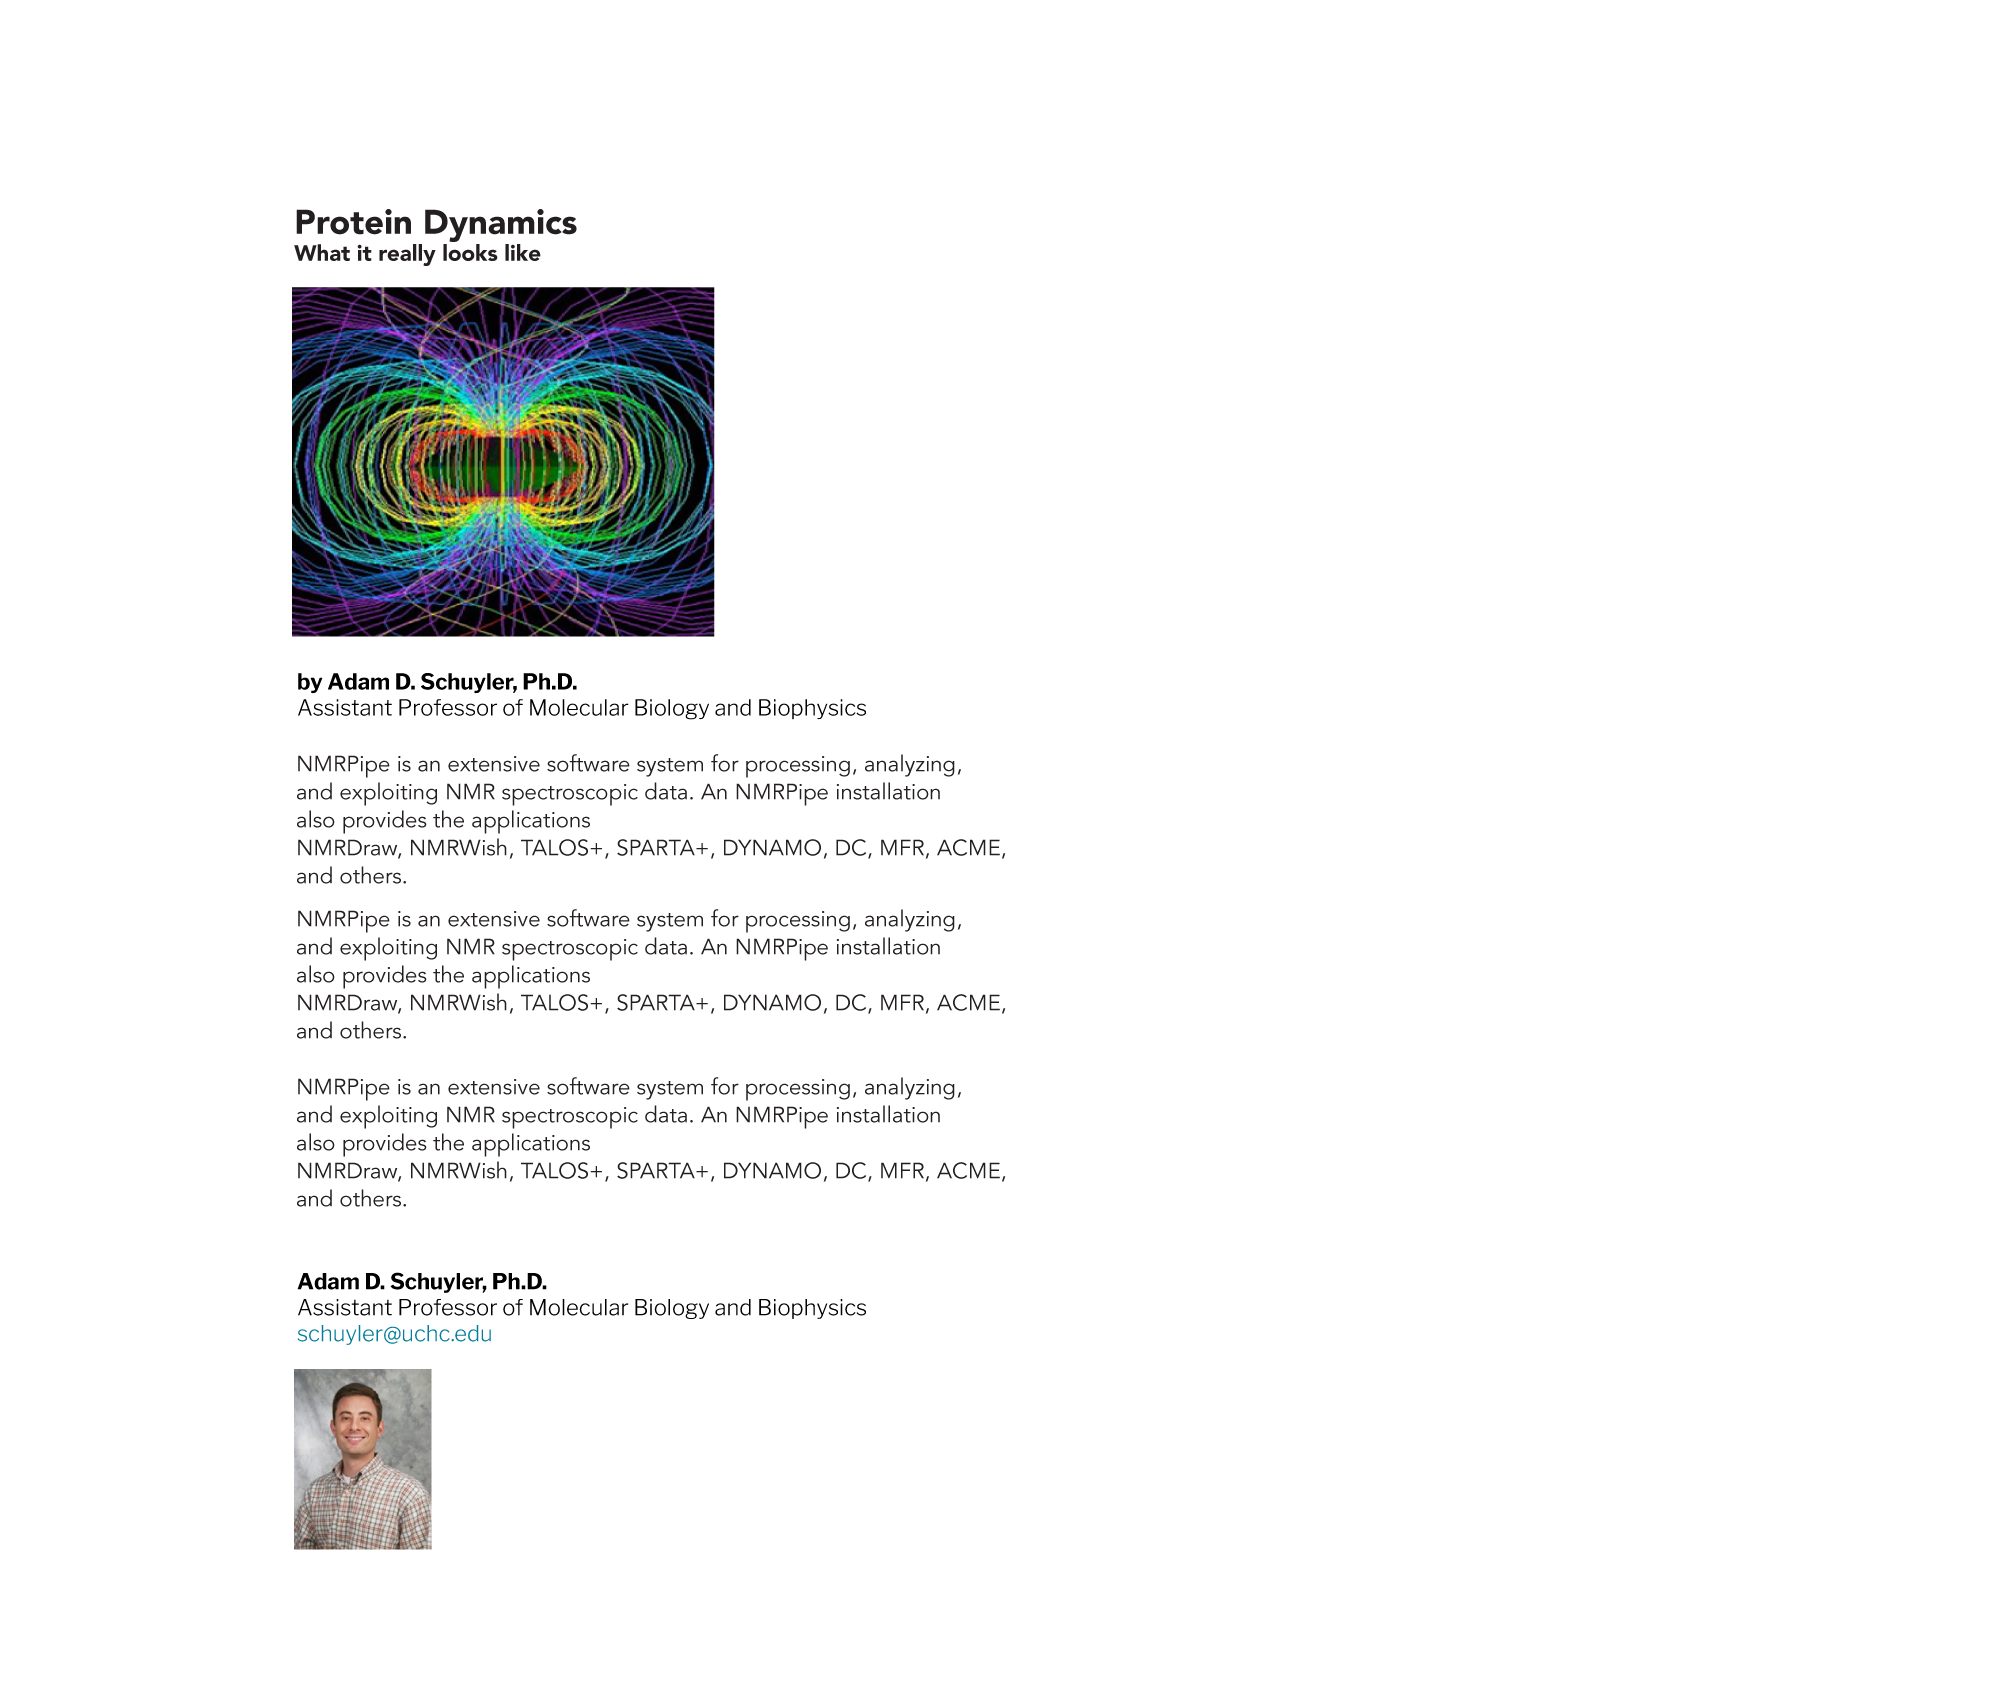 Protein Dynamics
What it really looks like
by Adam D. Schuyler, Ph.D.
Assistant Professor of Molecular Biology and Biophysics
NMRPipe is an extensive software system for processing, analyzing,
and exploiting NMR spectroscopic data. An NMRPipe installation
also provides the applications
NMRDraw, NMRWish, TALOS+, SPARTA+, DYNAMO, DC, MFR, ACME,
and others.
NMRPipe is an extensive software system for processing, analyzing,
and exploiting NMR spectroscopic data. An NMRPipe installation
also provides the applications
NMRDraw, NMRWish, TALOS+, SPARTA+, DYNAMO, DC, MFR, ACME,
and others.
NMRPipe is an extensive software system for processing, analyzing,
and exploiting NMR spectroscopic data. An NMRPipe installation
also provides the applications
NMRDraw, NMRWish, TALOS+, SPARTA+, DYNAMO, DC, MFR, ACME,
and others.
Adam D. Schuyler, Ph.D.
Assistant Professor of Molecular Biology and Biophysics
schuyler@uchc.edu